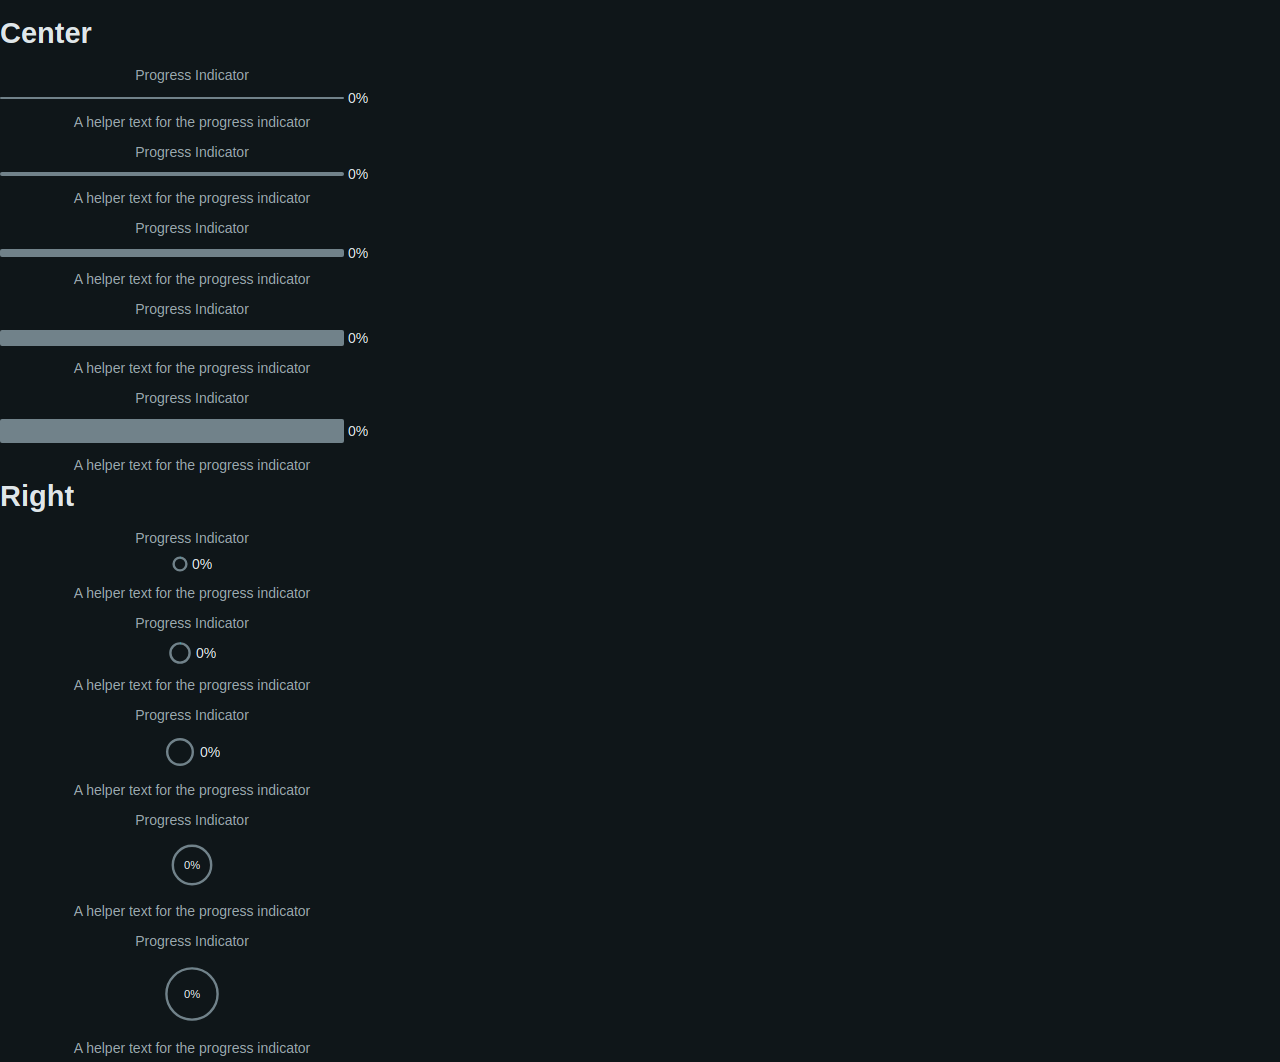 Center
Progress Indicator
0%
A helper text for the progress indicator
Progress Indicator
0%
A helper text for the progress indicator
Progress Indicator
0%
A helper text for the progress indicator
Progress Indicator
0%
A helper text for the progress indicator
Progress Indicator
0%
A helper text for the progress indicator
Right
Progress Indicator
0%
A helper text for the progress indicator
Progress Indicator
0%
A helper text for the progress indicator
Progress Indicator
0%
A helper text for the progress indicator
Progress Indicator
0%
A helper text for the progress indicator
Progress Indicator
0%
A helper text for the progress indicator